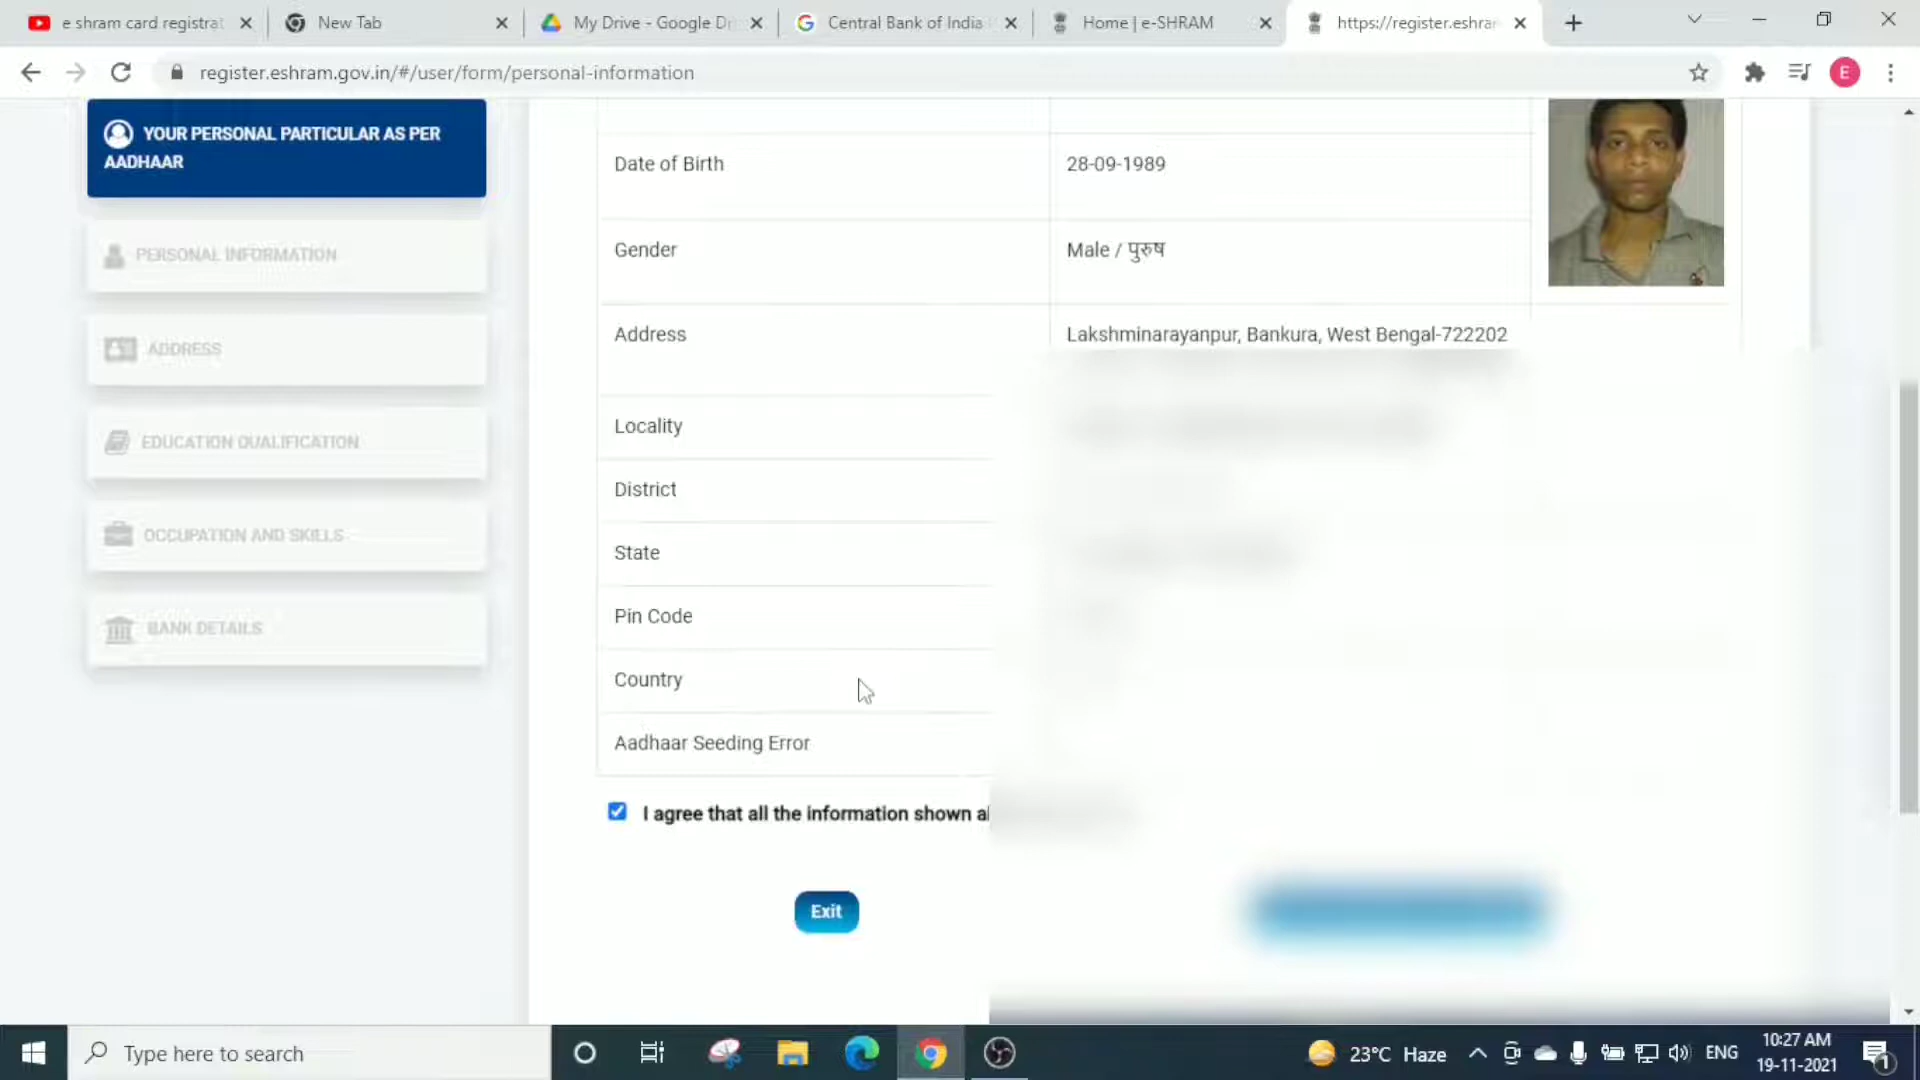 e shram card registrat
New Tab
My Drive - Google Dr
Central Bank of India
Home | e-SHRAM
https://register.eshram
register.eshram.gov.in/#/user/form/personal-information
E
YOUR PERSONAL PARTICULAR AS PER
AADHAAR
PERSONAL INFORMATION
ADDRESS
EDUCATION QUALIFICATION
OCCUPATION AND SKILLS
BANK DETAILS
Date of Birth 28-09-1989
Gender Male / पुरुष
Address Lakshminarayanpur, Bankura, West Bengal-722202
Locality
District
State
Pin Code
Country
Aadhaar Seeding Error
I agree that all the information shown a
Exit
Type here to search
23°C Haze
ENG
10:27 AM
19-11-2021
1